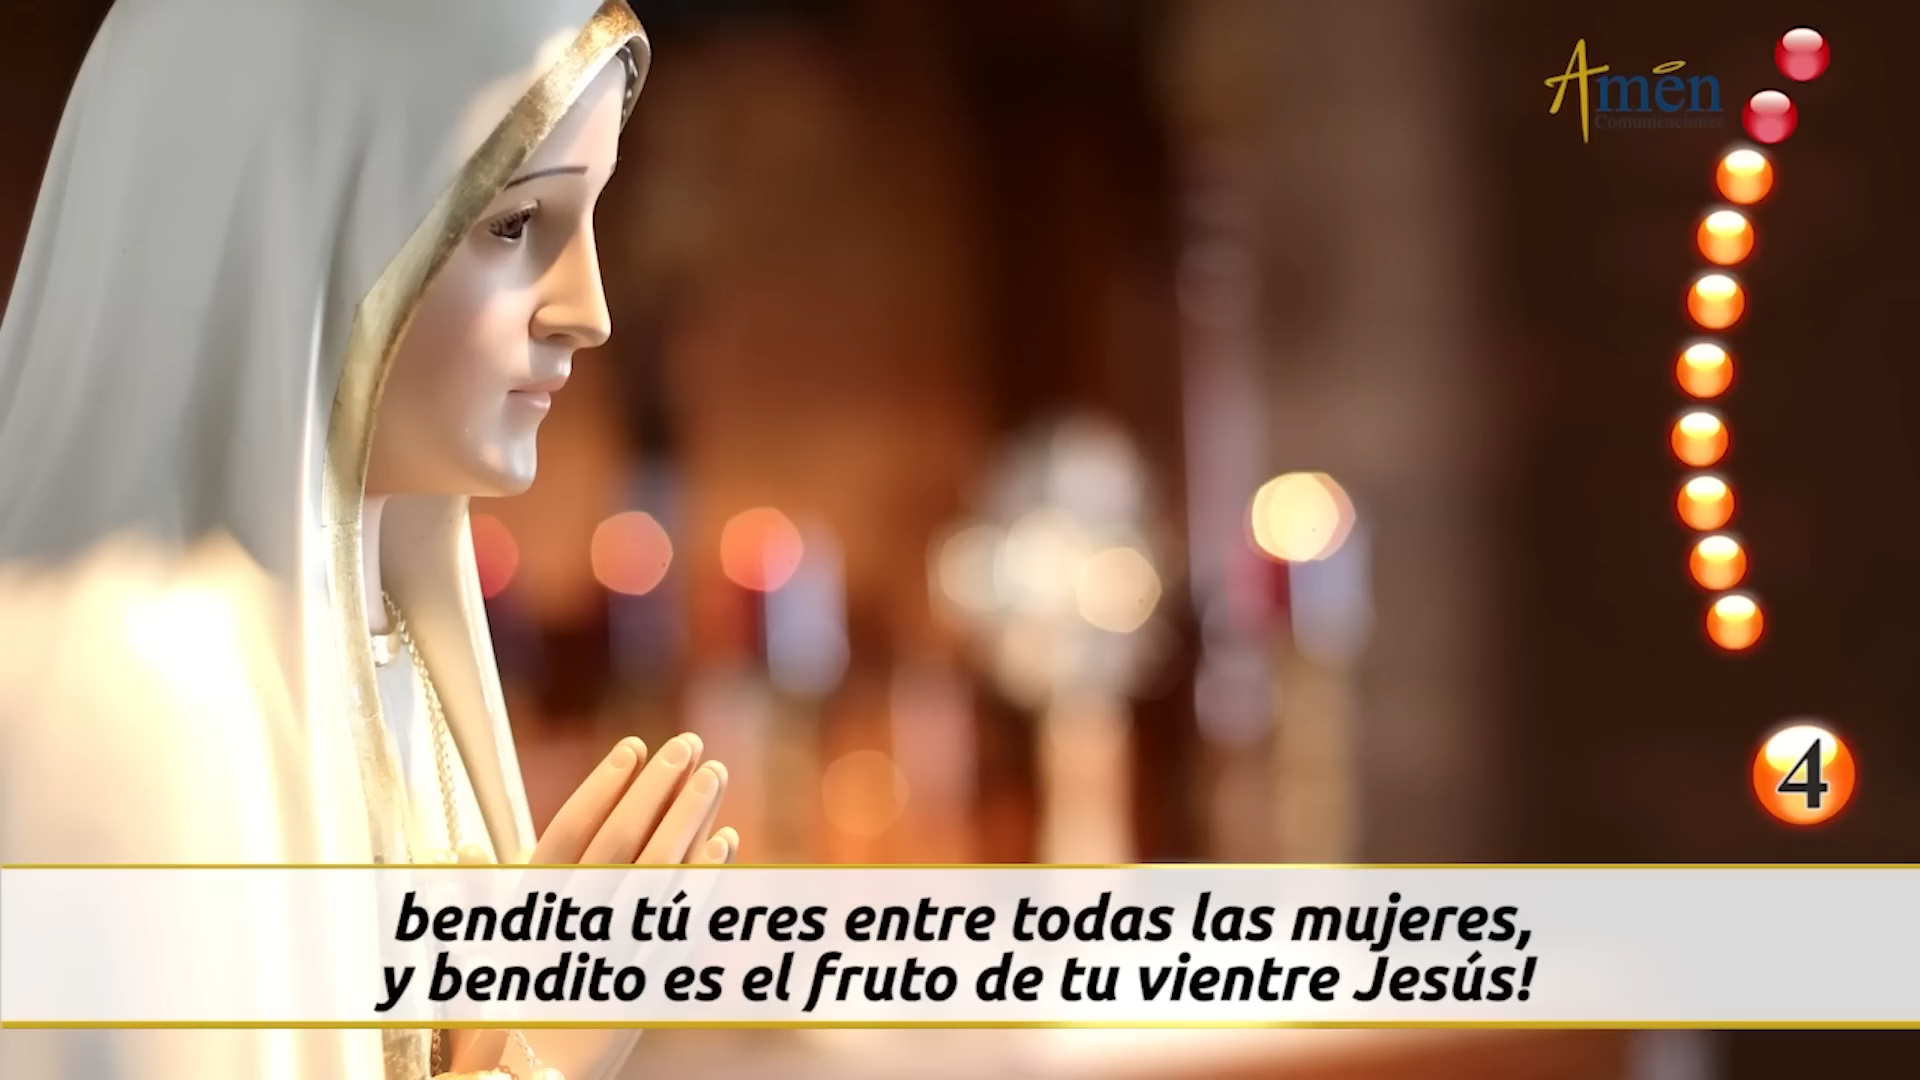 Amén
Comunicaciones
4
bendita tú eres entre todas las mujeres,
y bendito es el fruto de tu vientre Jesús!